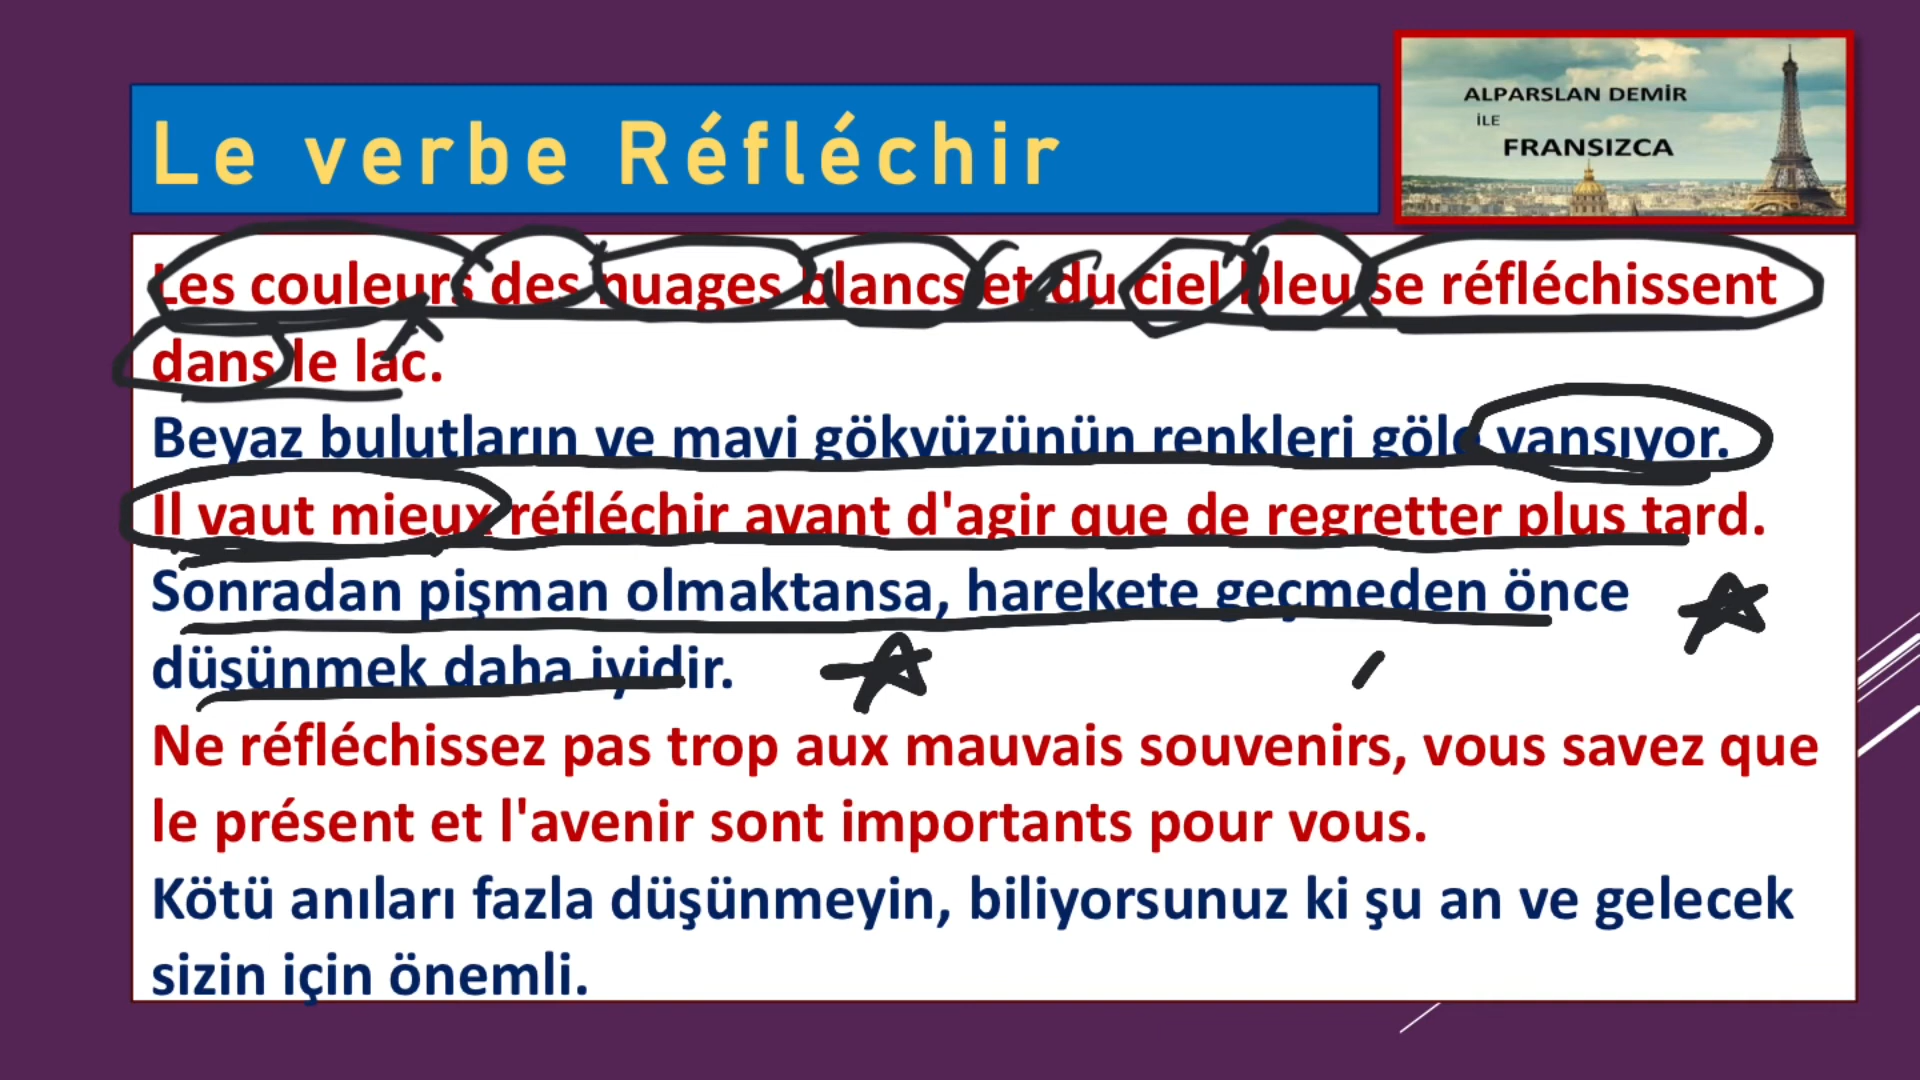 ALPARSLAN DEMİR
İLE
FRANSIZCA
Le verbe Réfléchir
Les couleurs des nuages blancs et du ciel bleu se réfléchissent
dans le lac.
Beyaz bulutların ve mavi gökyüzünün renkleri göle yansıyor.
Il vaut mieux réfléchir avant d'agir que de regretter plus tard.
Sonradan pişman olmaktansa, harekete geçmeden önce
düşünmek daha iyidir.
Ne réfléchissez pas trop aux mauvais souvenirs, vous savez que
le présent et l'avenir sont importants pour vous.
Kötü anıları fazla düşünmeyin, biliyorsunuz ki şu an ve gelecek
sizin için önemli.